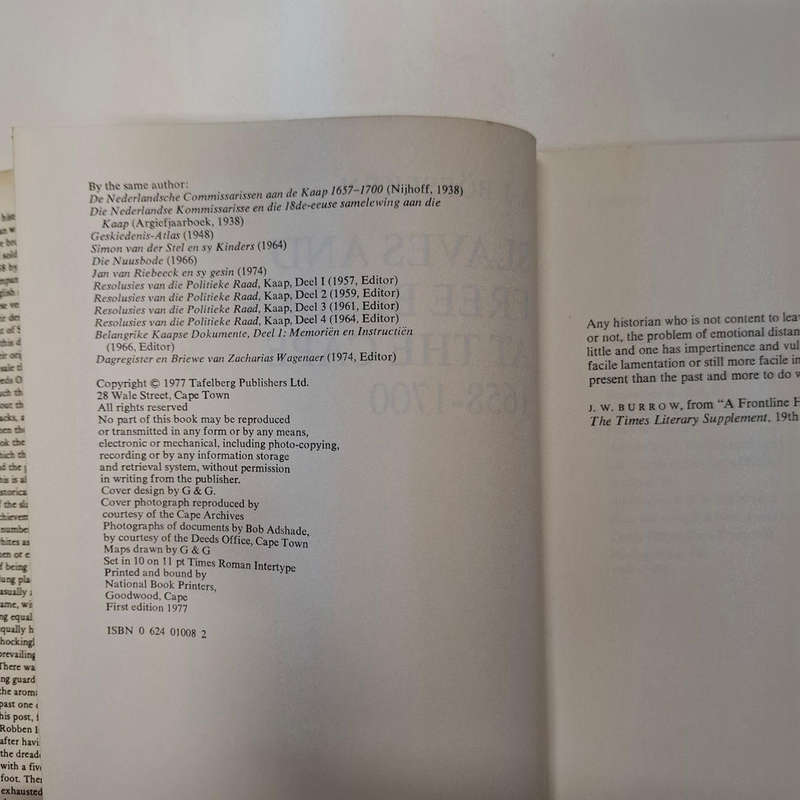 By the same author:
De Nederlandsche Commissarissen aan de Kaap 1657–1700 (Nijhoff, 1938)
Die Nederlandse Kommissarisse en die 18de-eeuse samelewing aan die
Kaap (Argiefjaarboek, 1938)
Geskiedenis-Atlas (1948)
Simon van der Stel en sy Kinders (1964)
Die Nuusbode (1966)
Jan van Riebeeck en sy gesin (1974)
Resolusies van die Politieke Raad, Kaap, Deel 1 (1957, Editor)
Resolusies van die Politieke Raad, Kaap, Deel 2 (1959, Editor)
Resolusies van die Politieke Raad, Kaap, Deel 3 (1961, Editor)
Resolusies van die Politieke Raad, Kaap, Deel 4 (1964, Editor)
Belangrike Kaapse Dokumente, Deel I: Memoriën en Instructiën
(1966, Editor)
Dagregister en Briewe van Zacharias Wagenaer (1974, Editor)
Copyright © 1977 Tafelberg Publishers Ltd.
28 Wale Street, Cape Town
All rights reserved
No part of this book may be reproduced
or transmitted in any form or by any means,
electronic or mechanical, including photo-copying,
recording or by any information storage
and retrieval system, without permission
in writing from the publisher.
Cover design by G & G.
Cover photograph reproduced by
courtesy of the Cape Archives
Photographs of documents by Bob Adshade,
by courtesy of the Deeds Office, Cape Town
Maps drawn by G & G
Set in 10 on 11 pt Times Roman Intertype
Printed and bound by
National Book Printers,
Goodwood, Cape
First edition 1977
ISBN 0 624 01008 2
Any historian who is not content to
or not, the problem of emotional
little and one has impertinence and
facile lamentation or still more facile
present than the past and more to do
J. W. BURROW, from "A Frontline
The Times Literary Supplement, 19th